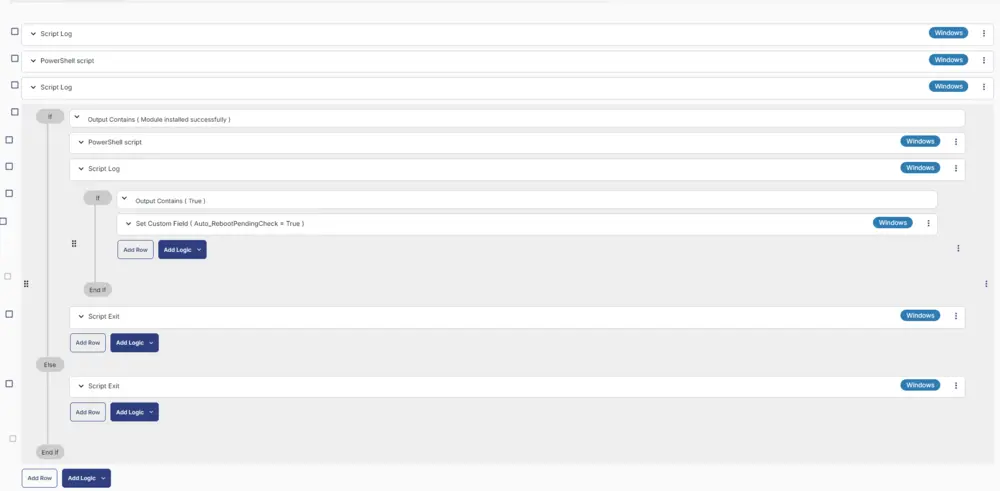 Script Log Windows
PowerShell script Windows
Script Log Windows
If Output Contains ( Module installed successfully )
PowerShell script Windows
Script Log Windows
If Output Contains ( True )
Set Custom Field ( Auto_RebootPendingCheck = True ) Windows
Add Row Add Logic
End If
Script Exit Windows
Add Row Add Logic
Else
Script Exit Windows
Add Row Add Logic
End If
Add Row Add Logic